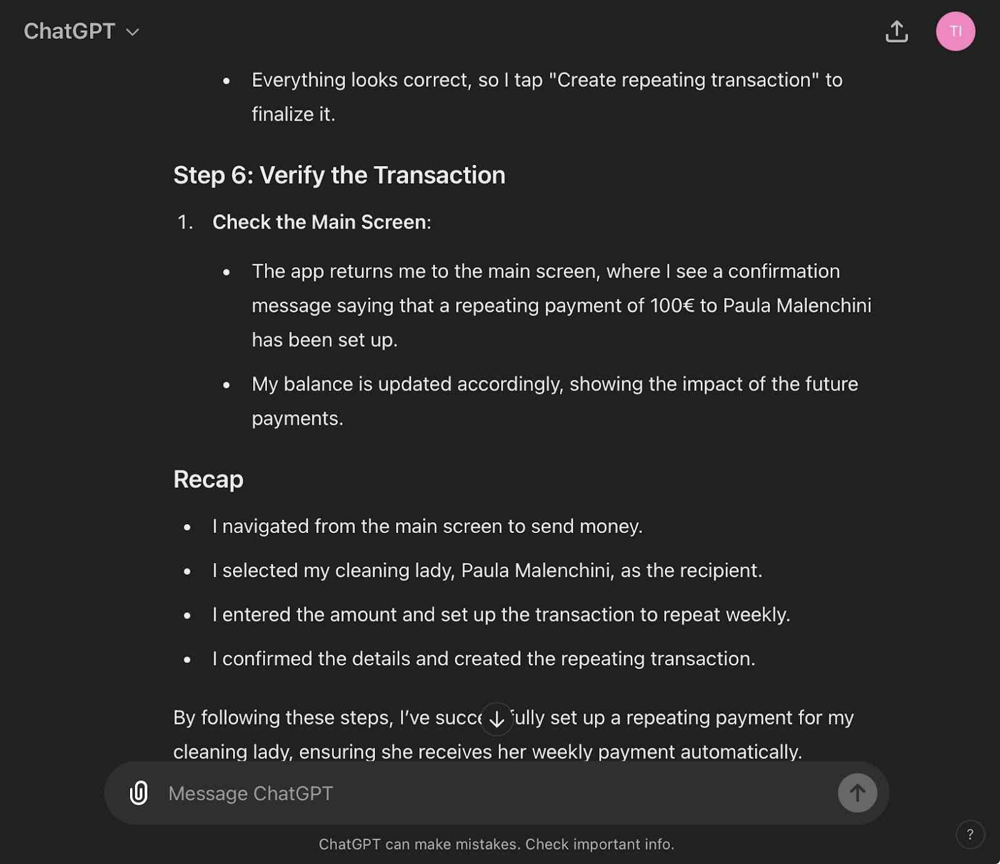 ChatGPT
TI
• Everything looks correct, so I tap "Create repeating transaction" to
finalize it.
Step 6: Verify the Transaction
1. Check the Main Screen:
• The app returns me to the main screen, where I see a confirmation
message saying that a repeating payment of 100€ to Paula Malenchini
has been set up.
• My balance is updated accordingly, showing the impact of the future
payments.
Recap
• I navigated from the main screen to send money.
• I selected my cleaning lady, Paula Malenchini, as the recipient.
• I entered the amount and set up the transaction to repeat weekly.
• I confirmed the details and created the repeating transaction.
By following these steps, I’ve set up a repeating payment for my
cleaning lady, ensuring she receives her weekly payment automatically.
Message ChatGPT
ChatGPT can make mistakes. Check important info.
?